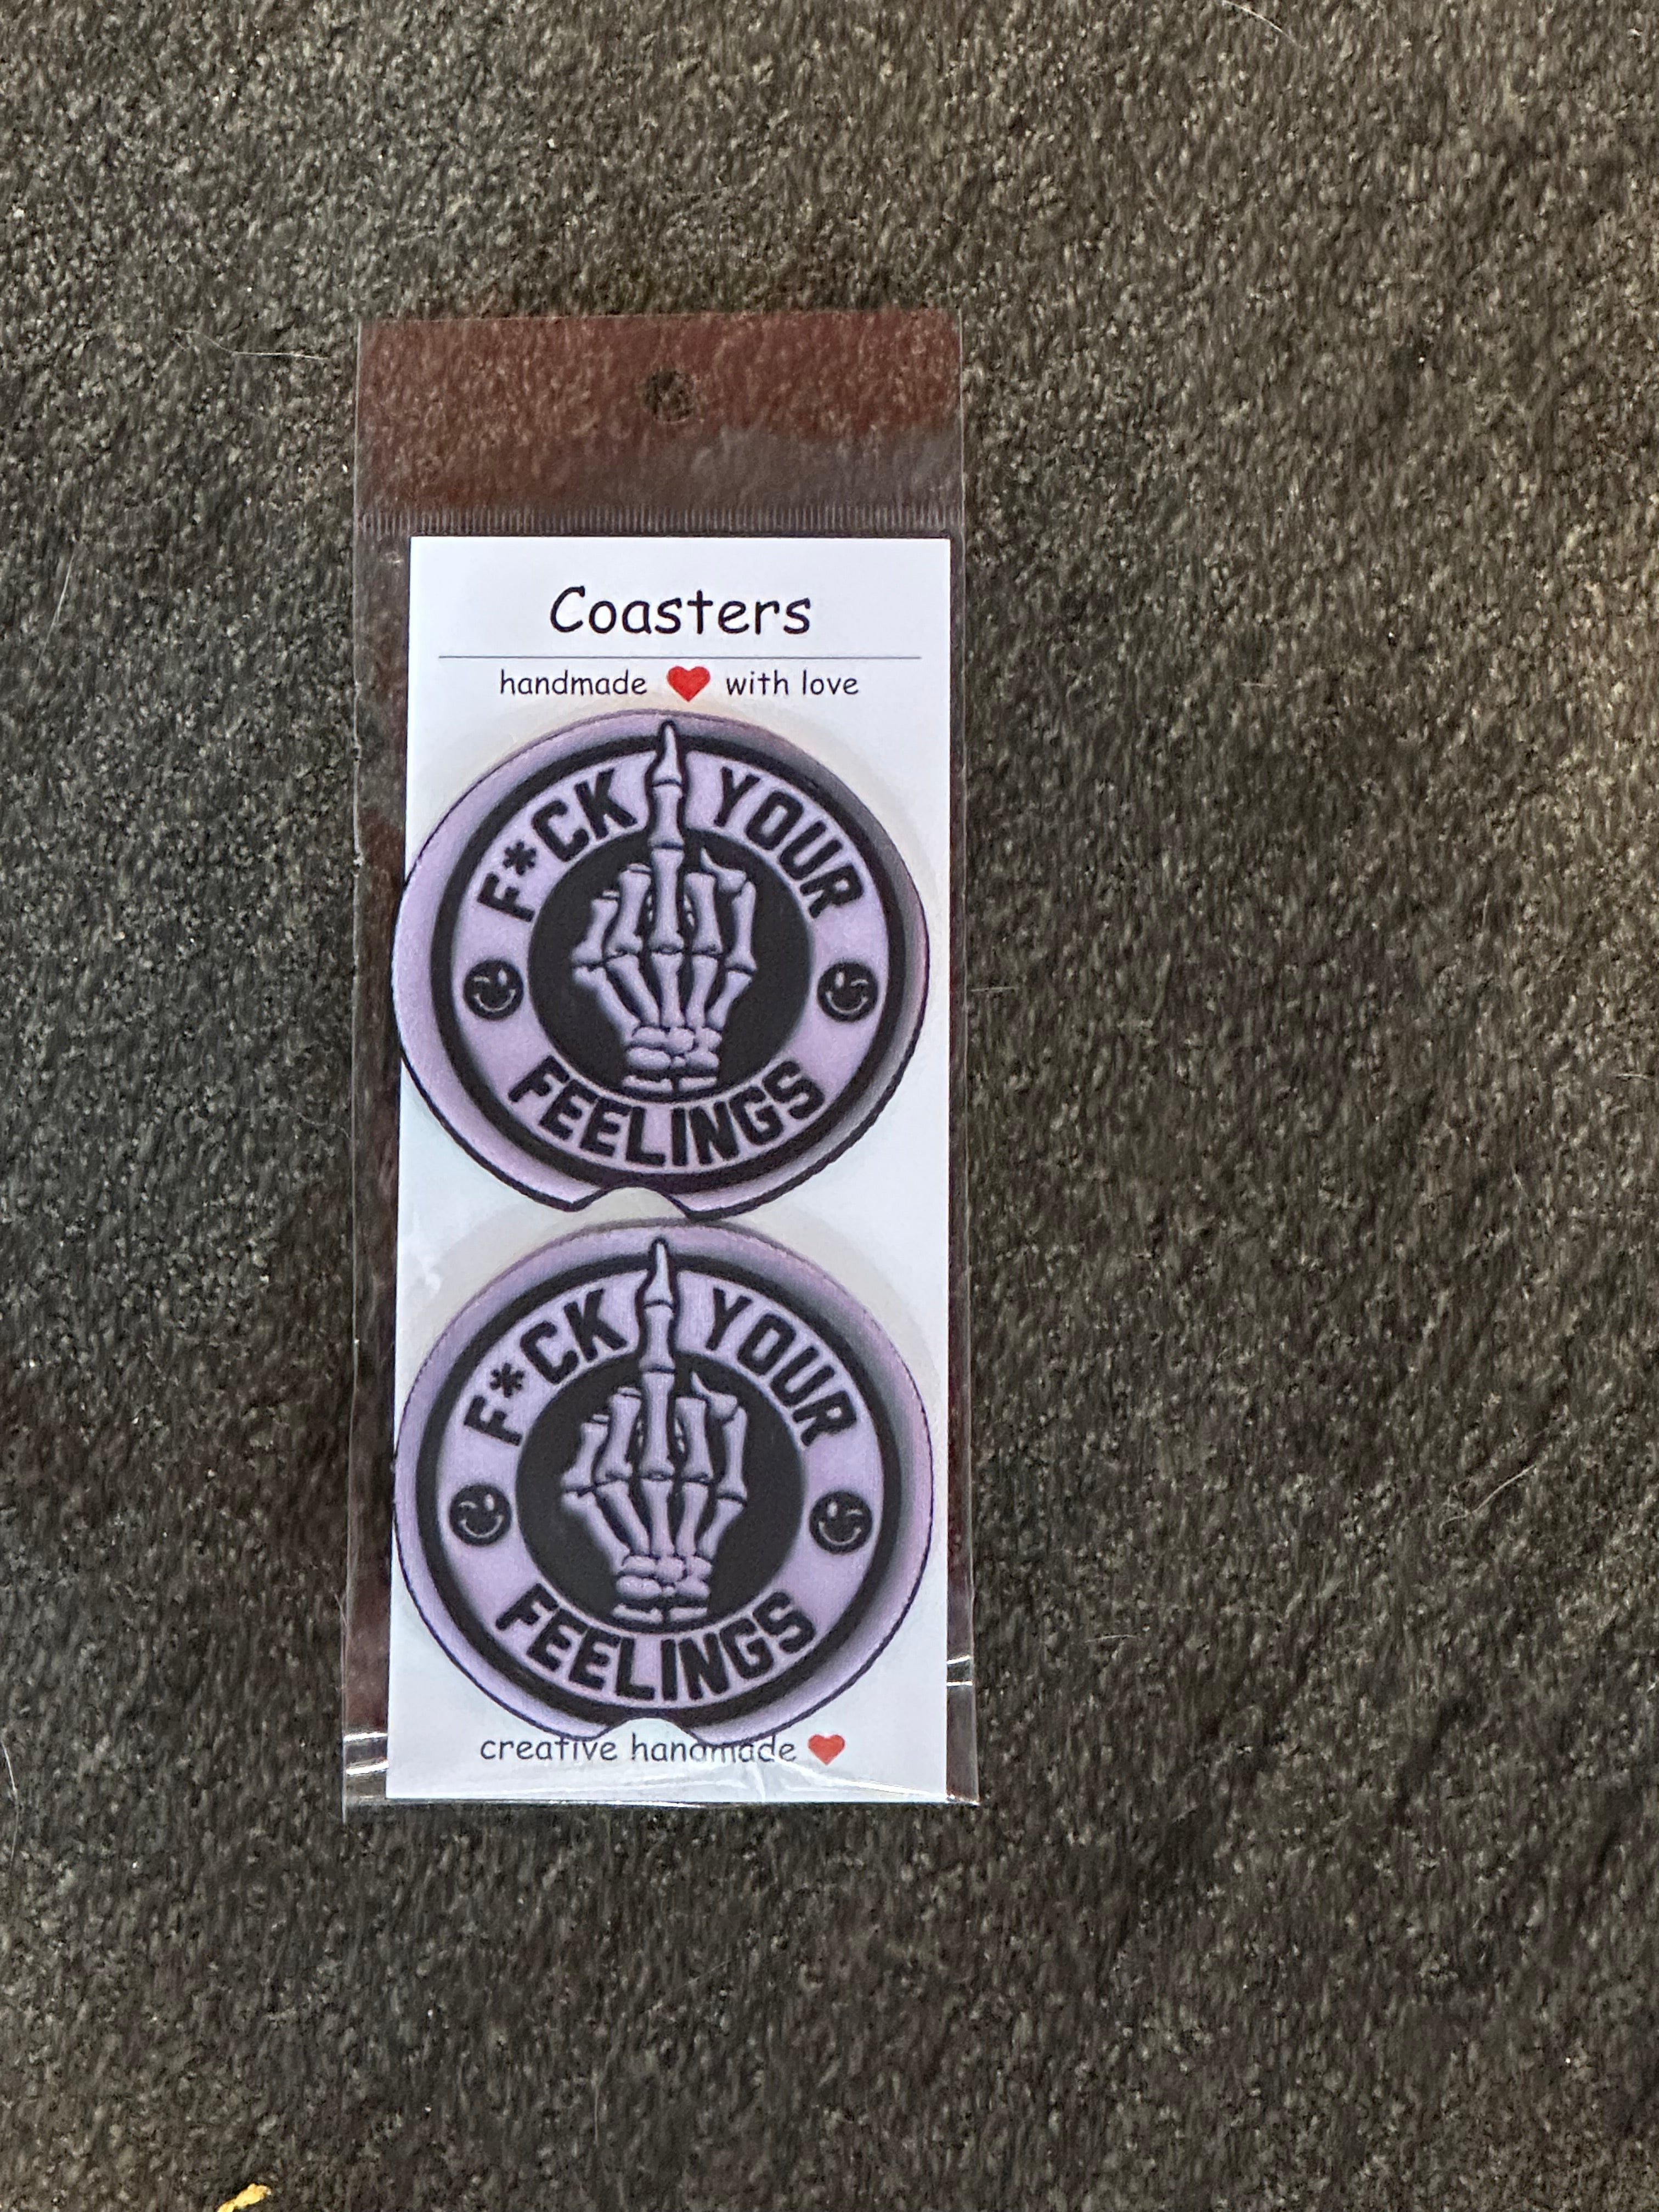 Coasters
handmade ❤ with love
F*CK YOUR
FEELINGS
F*CK YOUR
FEELINGS
creative handmade ❤